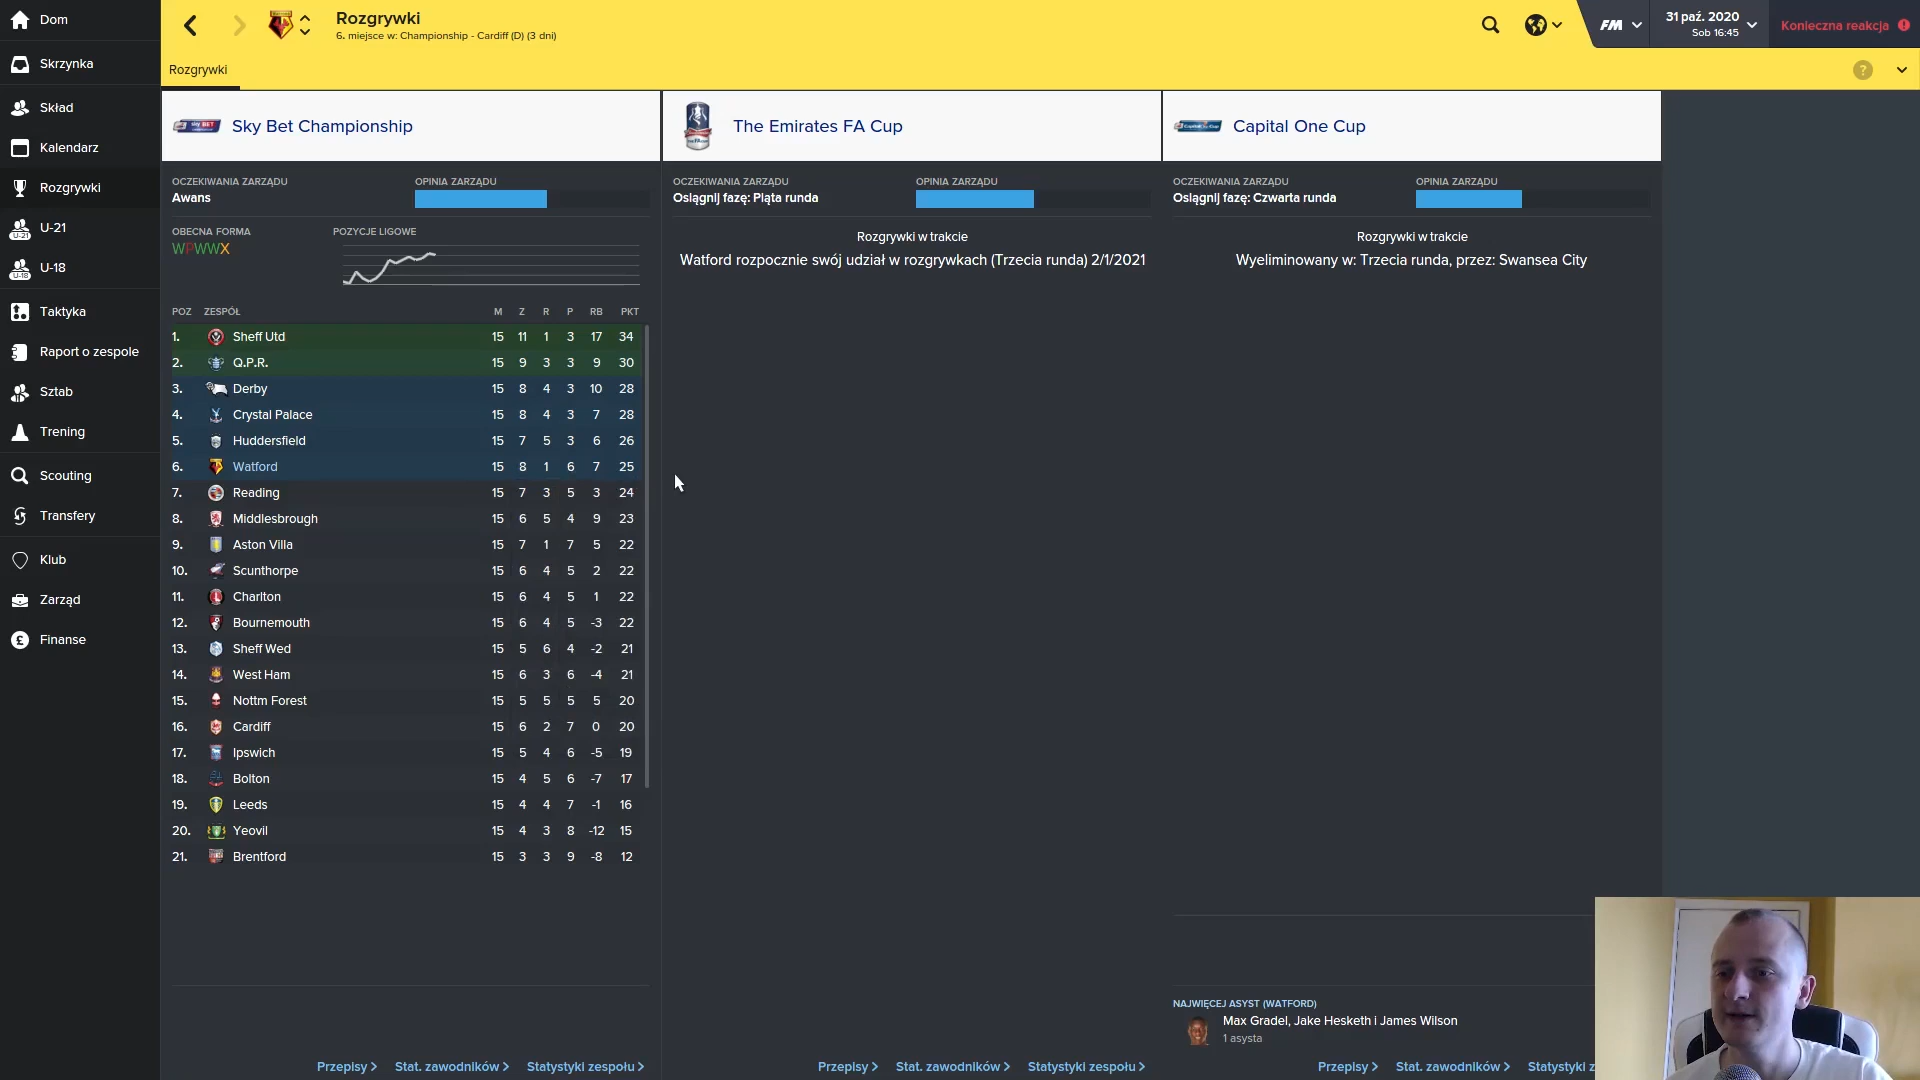 Dom
Skrzynka
Skład
Kalendarz
Rozgrywki
U-21
U-18
Taktyka
Raport o zespole
Sztab
Trening
Scouting
Transfery
Klub
Zarząd
Finanse
Rozgrywki
6. miejsce w: Championship - Cardiff (D) (3 dni)
FM
31 paź. 2020
Sob 16:45
Konieczna reakcja
Rozgrywki
Sky Bet Championship
OCZEKIWANIA ZARZĄDU
Awans
OPINIA ZARZĄDU
OBECNA FORMA
WPWWX
POZYCJE LIGOWE
POZ ZESPÓŁ M Z R P RB PKT
1. Sheff Utd 15 11 1 3 17 34
2. Q.P.R. 15 9 3 3 9 30
3. Derby 15 8 4 3 10 28
4. Crystal Palace 15 8 4 3 7 28
5. Huddersfield 15 7 5 3 6 26
6. Watford 15 8 1 6 7 25
7. Reading 15 7 3 5 3 24
8. Middlesbrough 15 6 5 4 9 23
9. Aston Villa 15 7 1 7 5 22
10. Scunthorpe 15 6 4 5 2 22
11. Charlton 15 6 4 5 1 22
12. Bournemouth 15 6 4 5 -3 22
13. Sheff Wed 15 5 6 4 -2 21
14. West Ham 15 6 3 6 -4 21
15. Nottm Forest 15 5 5 5 5 20
16. Cardiff 15 6 2 7 0 20
17. Ipswich 15 5 4 6 -5 19
18. Bolton 15 4 5 6 -7 17
19. Leeds 15 4 4 7 -1 16
20. Yeovil 15 4 3 8 -12 15
21. Brentford 15 3 3 9 -8 12
Przepisy
Stat. zawodników
Statystyki zespołu
The Emirates FA Cup
OCZEKIWANIA ZARZĄDU
Osiągnij fazę: Piąta runda
OPINIA ZARZĄDU
Rozgrywki w trakcie
Watford rozpocznie swój udział w rozgrywkach (Trzecia runda) 2/1/2021
Przepisy
Stat. zawodników
Statystyki zespołu
Capital One Cup
OCZEKIWANIA ZARZĄDU
Osiągnij fazę: Czwarta runda
OPINIA ZARZĄDU
Rozgrywki w trakcie
Wyeliminowany w: Trzecia runda, przez: Swansea City
NAJWIĘCEJ ASYST (WATFORD)
Max Gradel, Jake Hesketh i James Wilson
1 asysta
Przepisy
Stat. zawodników
Statystyki z